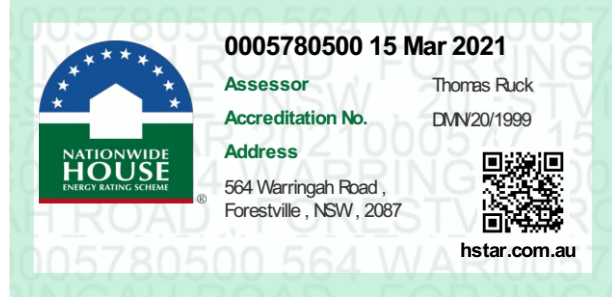 0005780500 15 Mar 2021
Assessor Thomas Ruck
Accreditation No. DMN/20/1999
Address
564 Warringah Road ,
Forestville , NSW , 2087
hstar.com.au
NATIONWIDE
HOUSE
ENERGY RATING SCHEME
®